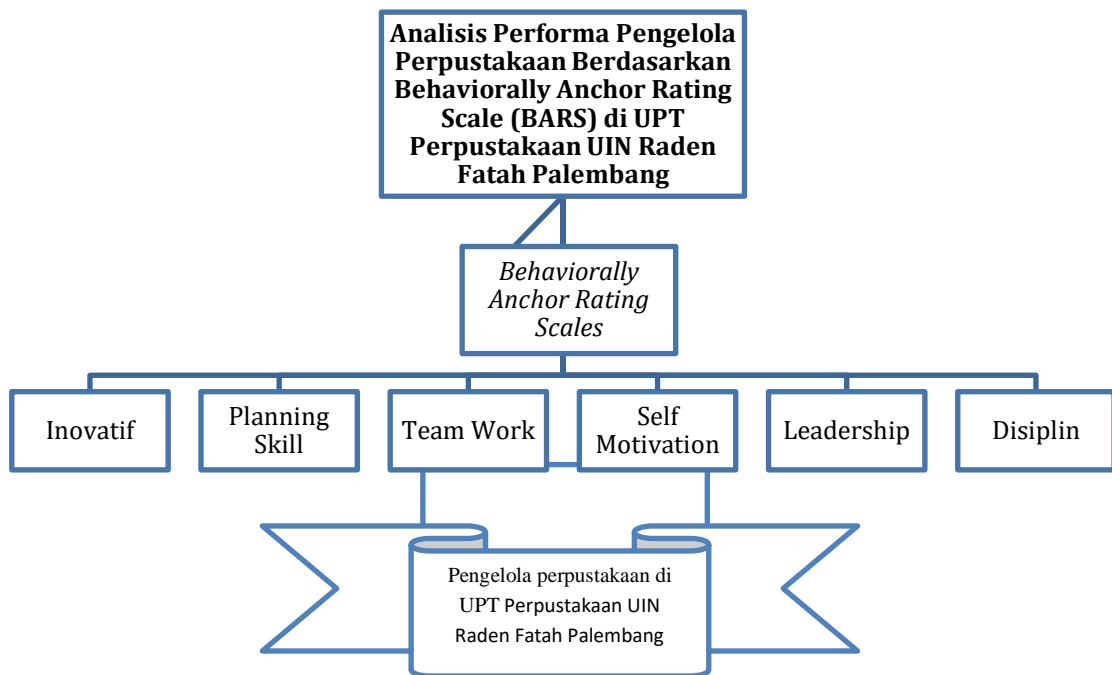 Analisis Performa Pengelola
Perpustakaan Berdasarkan
Behaviorally Anchor Rating
Scale (BARS) di UPT
Perpustakaan UIN Raden
Fatah Palembang
Behaviorally
Anchor Rating
Scales
Inovatif
Planning
Skill
Team Work
Self
Motivation
Leadership
Disiplin
Pengelola perpustakaan di
UPT Perpustakaan UIN
Raden Fatah Palembang